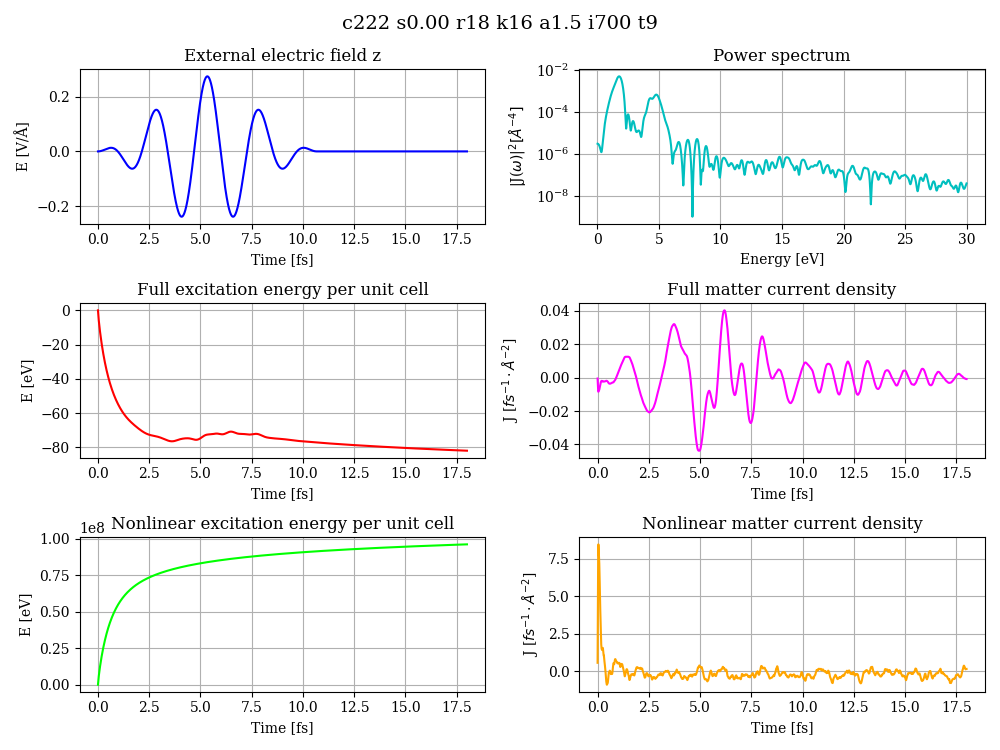 c222 s0.00 r18 k16 a1.5 i700 t9
External electric field z
E [V/Å]
0.2
0.0
−0.2
0.0 2.5 5.0 7.5 10.0 12.5 15.0 17.5
Time [fs]
Power spectrum
|J(ω)|²[Å⁻⁴]
10⁻²
10⁻⁴
10⁻⁶
10⁻⁸
0 5 10 15 20 25 30
Energy [eV]
Full excitation energy per unit cell
E [eV]
0
−20
−40
−60
−80
0.0 2.5 5.0 7.5 10.0 12.5 15.0 17.5
Time [fs]
Full matter current density
J [fs⁻¹ · Å⁻²]
0.04
0.02
0.00
−0.02
−0.04
0.0 2.5 5.0 7.5 10.0 12.5 15.0 17.5
Time [fs]
Nonlinear excitation energy per unit cell
1e8
E [eV]
1.00
0.75
0.50
0.25
0.00
0.0 2.5 5.0 7.5 10.0 12.5 15.0 17.5
Time [fs]
Nonlinear matter current density
J [fs⁻¹ · Å⁻²]
7.5
5.0
2.5
0.0
0.0 2.5 5.0 7.5 10.0 12.5 15.0 17.5
Time [fs]